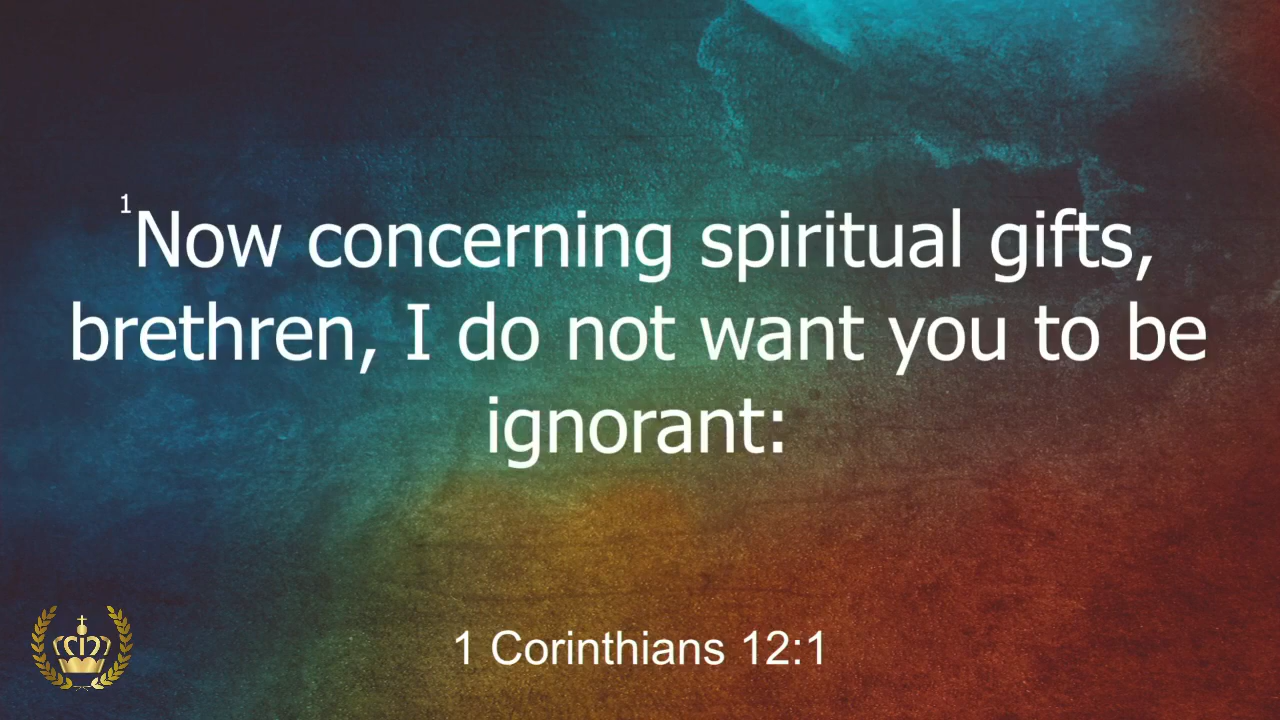 ¹Now concerning spiritual gifts,
brethren, I do not want you to be
ignorant:
1 Corinthians 12:1